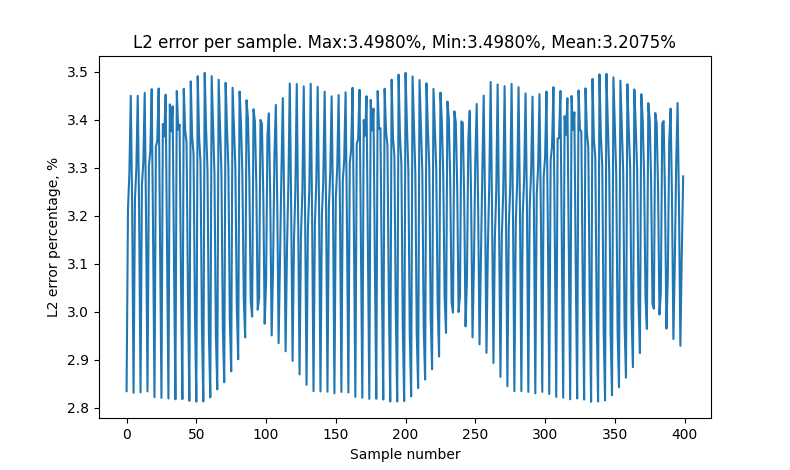 L2 error per sample. Max:3.4980%, Min:3.4980%, Mean:3.2075%
L2 error percentage, %
3.5
3.4
3.3
3.2
3.1
3.0
2.9
2.8
0 50 100 150 200 250 300 350 400
Sample number